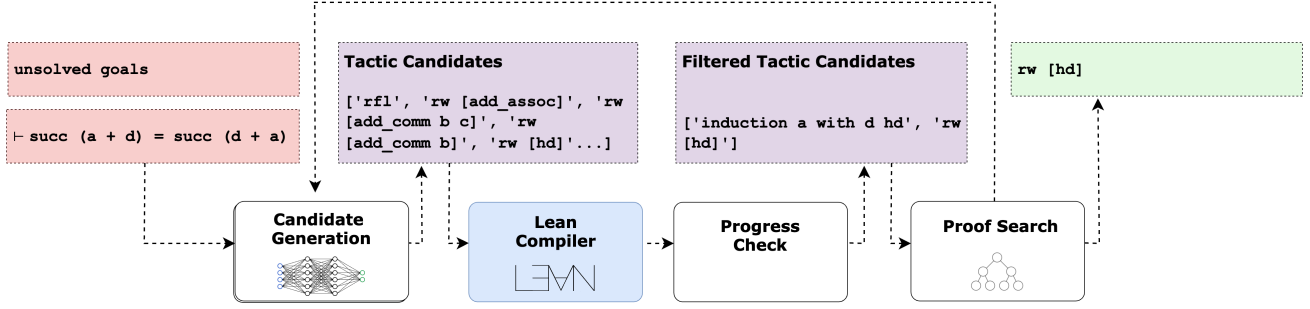 unsolved goals
⊢ succ (a + d) = succ (d + a)
Tactic Candidates
['rfl', 'rw [add_assoc]', 'rw
[add_comm b c]', 'rw
[add_comm b]', 'rw [hd]'...]
Filtered Tactic Candidates
['induction a with d hd', 'rw
[hd]']
rw [hd]
Candidate
Generation
Lean
Compiler
L∃∀N
Progress
Check
Proof Search